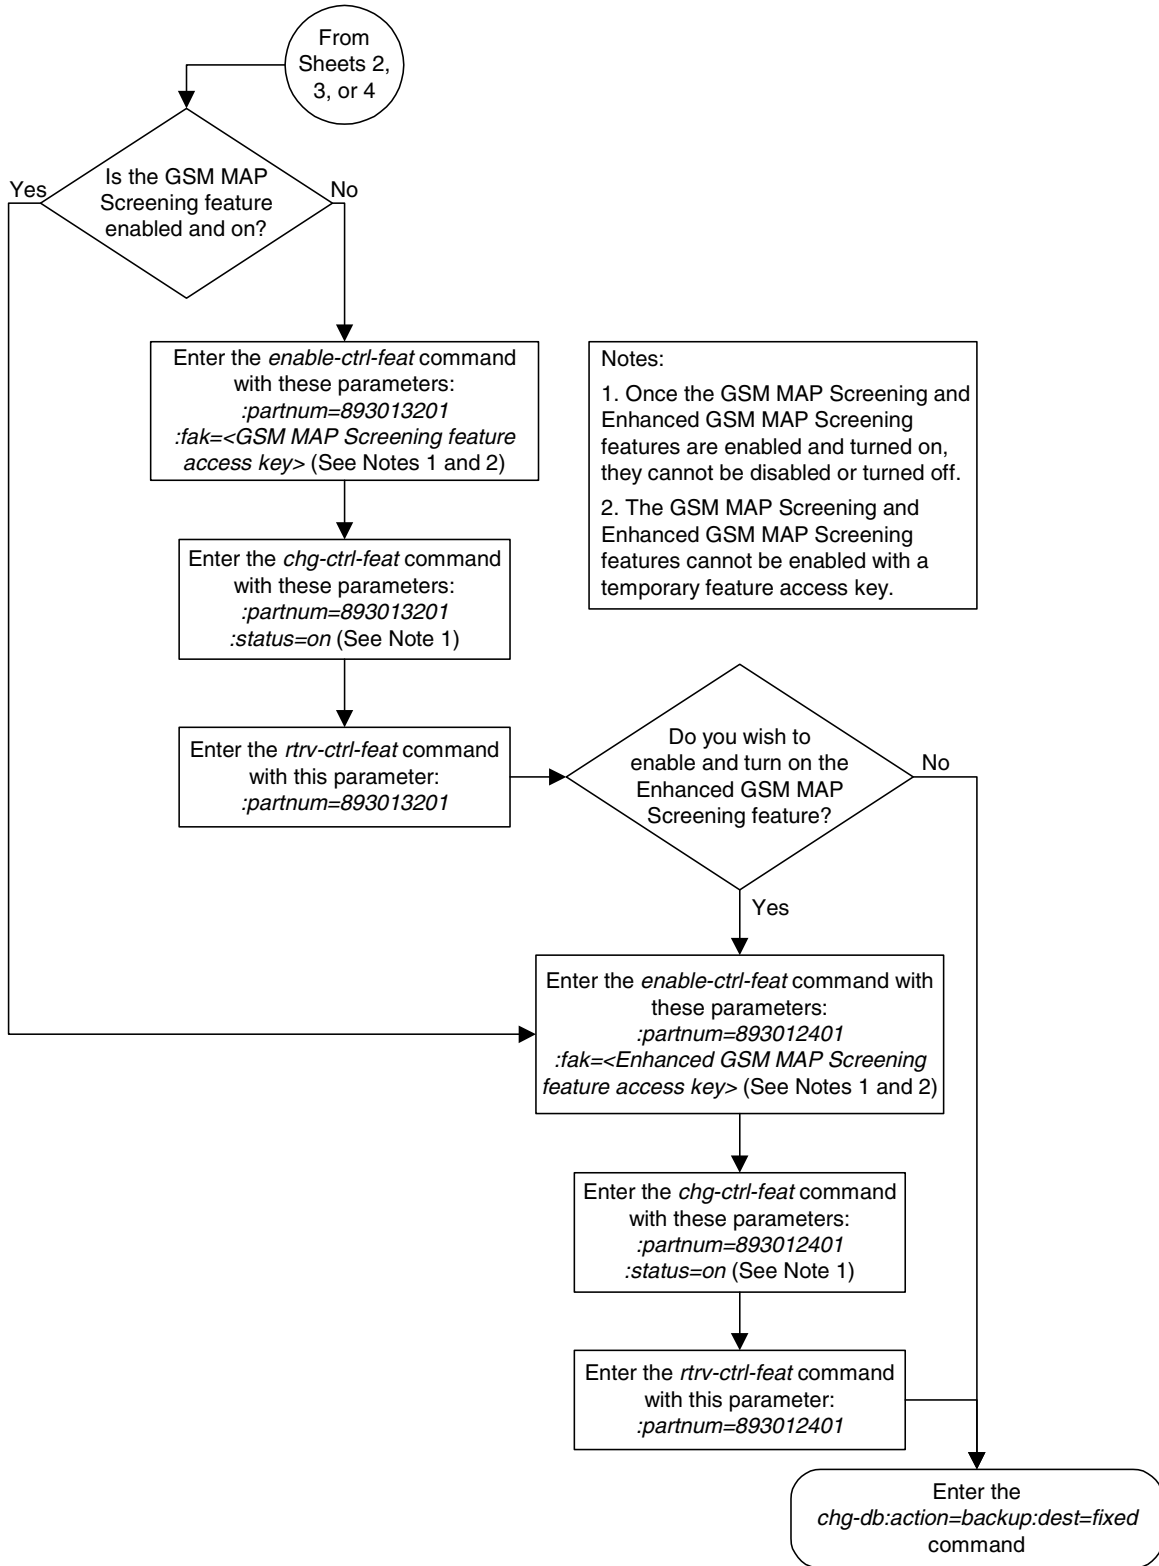 From
Sheets 2,
3, or 4
Is the GSM MAP
Screening feature
enabled and on?
Yes
No
Enter the enable-ctrl-feat command
with these parameters:
:partnum=893013201
:fak=<GSM MAP Screening feature
access key> (See Notes 1 and 2)
Notes:
1. Once the GSM MAP Screening and
Enhanced GSM MAP Screening
features are enabled and turned on,
they cannot be disabled or turned off.
2. The GSM MAP Screening and
Enhanced GSM MAP Screening
features cannot be enabled with a
temporary feature access key.
Enter the chg-ctrl-feat command
with these parameters:
:partnum=893013201
:status=on (See Note 1)
Enter the rtrv-ctrl-feat command
with this parameter:
:partnum=893013201
Do you wish to
enable and turn on the
Enhanced GSM MAP
Screening feature?
No
Yes
Enter the enable-ctrl-feat command with
these parameters:
:partnum=893012401
:fak=<Enhanced GSM MAP Screening
feature access key> (See Notes 1 and 2)
Enter the chg-ctrl-feat command
with these parameters:
:partnum=893012401
:status=on (See Note 1)
Enter the rtrv-ctrl-feat command
with this parameter:
:partnum=893012401
Enter the
chg-db:action=backup:dest=fixed
command